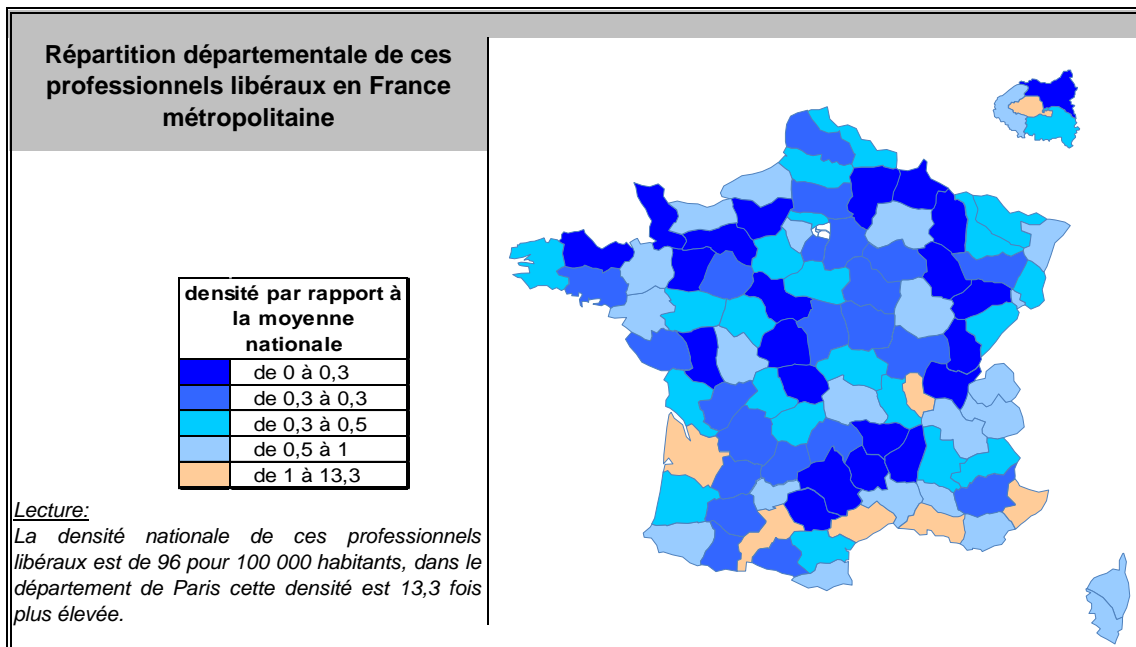 Répartition départementale de ces
professionnels libéraux en France
métropolitaine
densité par rapport à
la moyenne
nationale
de 0 à 0,3
de 0,3 à 0,3
de 0,3 à 0,5
de 0,5 à 1
de 1 à 13,3
Lecture:
La densité nationale de ces professionnels
libéraux est de 96 pour 100 000 habitants, dans le
département de Paris cette densité est 13,3 fois
plus élevée.